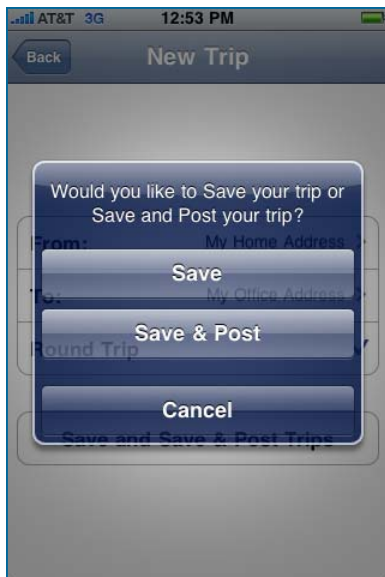 AT&T 3G 12:53 PM
Back New Trip
Would you like to Save your trip or
Save and Post your trip?
From: My Home Address
Save
To: My Office Address
Save & Post
Round Trip
Cancel
Save and Save & Post Trips